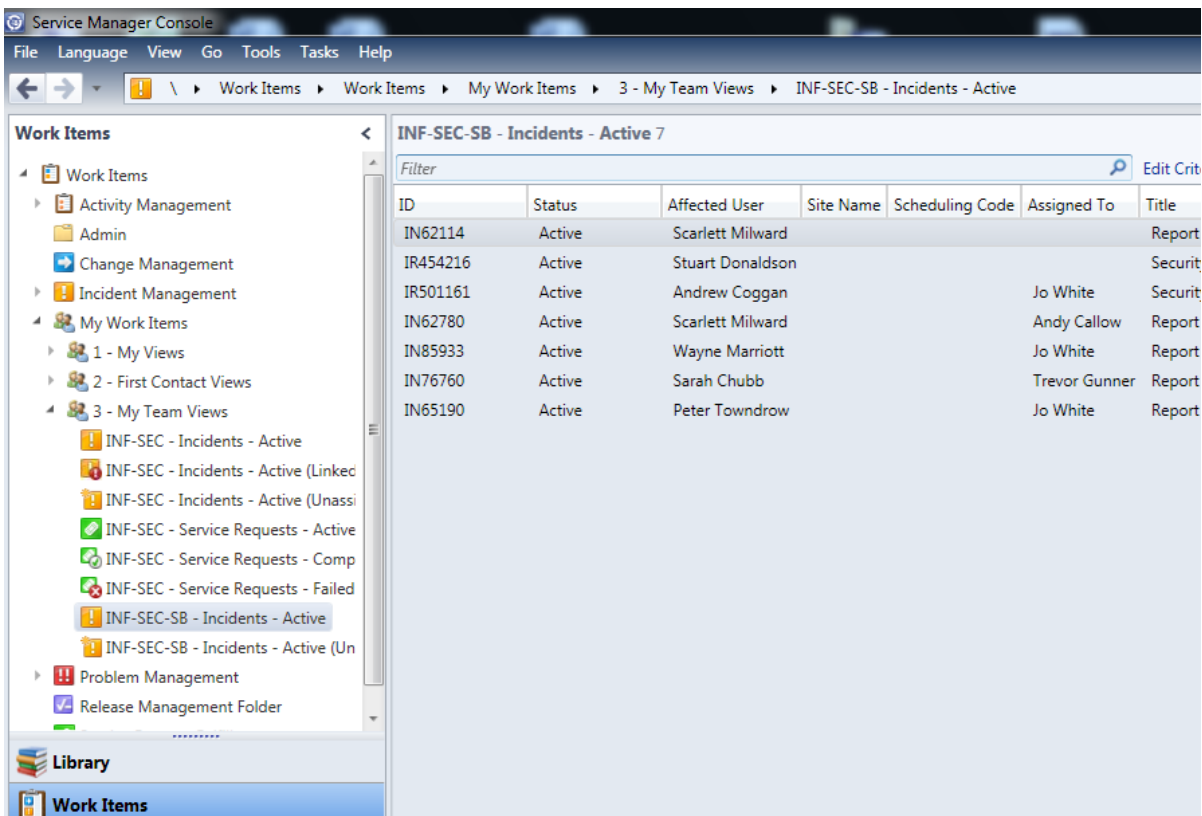 Service Manager Console
File Language View Go Tools Tasks Help
\ Work Items Work Items My Work Items 3 - My Team Views INF-SEC-SB - Incidents - Active
Work Items
Work Items
Activity Management
Admin
Change Management
Incident Management
My Work Items
1 - My Views
2 - First Contact Views
3 - My Team Views
INF-SEC - Incidents - Active
INF-SEC - Incidents - Active (Linked
INF-SEC - Incidents - Active (Unassi
INF-SEC - Service Requests - Active
INF-SEC - Service Requests - Comp
INF-SEC - Service Requests - Failed
INF-SEC-SB - Incidents - Active
INF-SEC-SB - Incidents - Active (Un
Problem Management
Release Management Folder
Library
Work Items
INF-SEC-SB - Incidents - Active 7
Filter Edit Crit
ID Status Affected User Site Name Scheduling Code Assigned To Title
IN62114 Active Scarlett Milward Report
IR454216 Active Stuart Donaldson Securit
IR501161 Active Andrew Coggan Jo White Securit
IN62780 Active Scarlett Milward Andy Callow Report
IN85933 Active Wayne Marriott Jo White Report
IN76760 Active Sarah Chubb Trevor Gunner Report
IN65190 Active Peter Towndrow Jo White Report